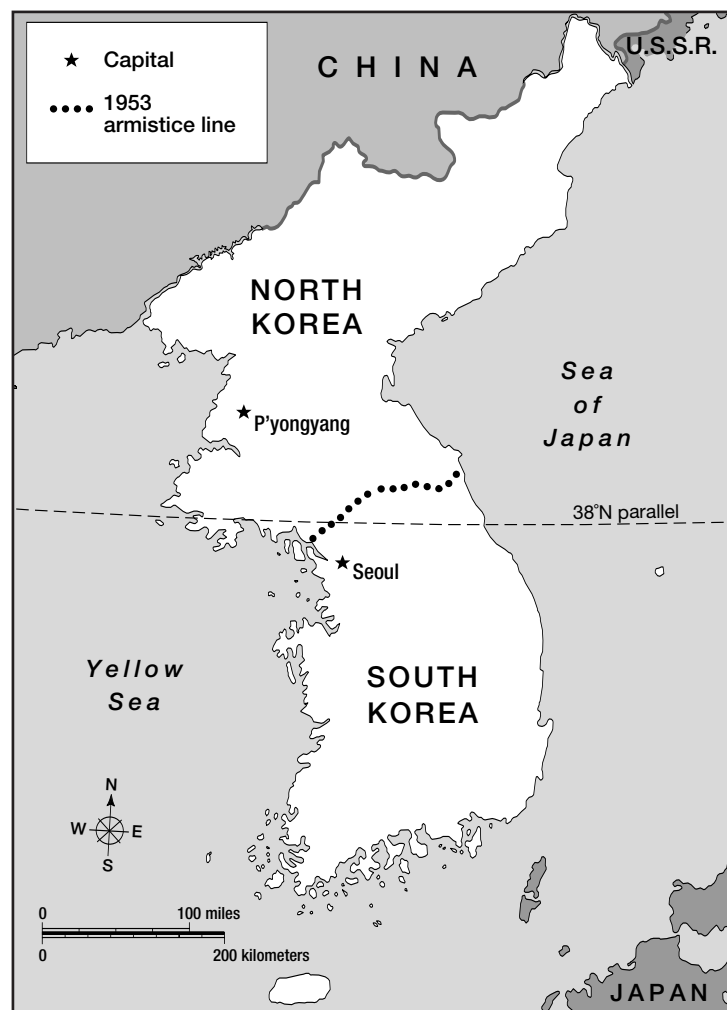 ★ Capital
1953
armistice line
CHINA
U.S.S.R.
NORTH
KOREA
P'yongyang
Sea
of
Japan
38°N parallel
Seoul
Yellow
Sea
SOUTH
KOREA
N
W E
S
0 100 miles
0 200 kilometers
JAPAN